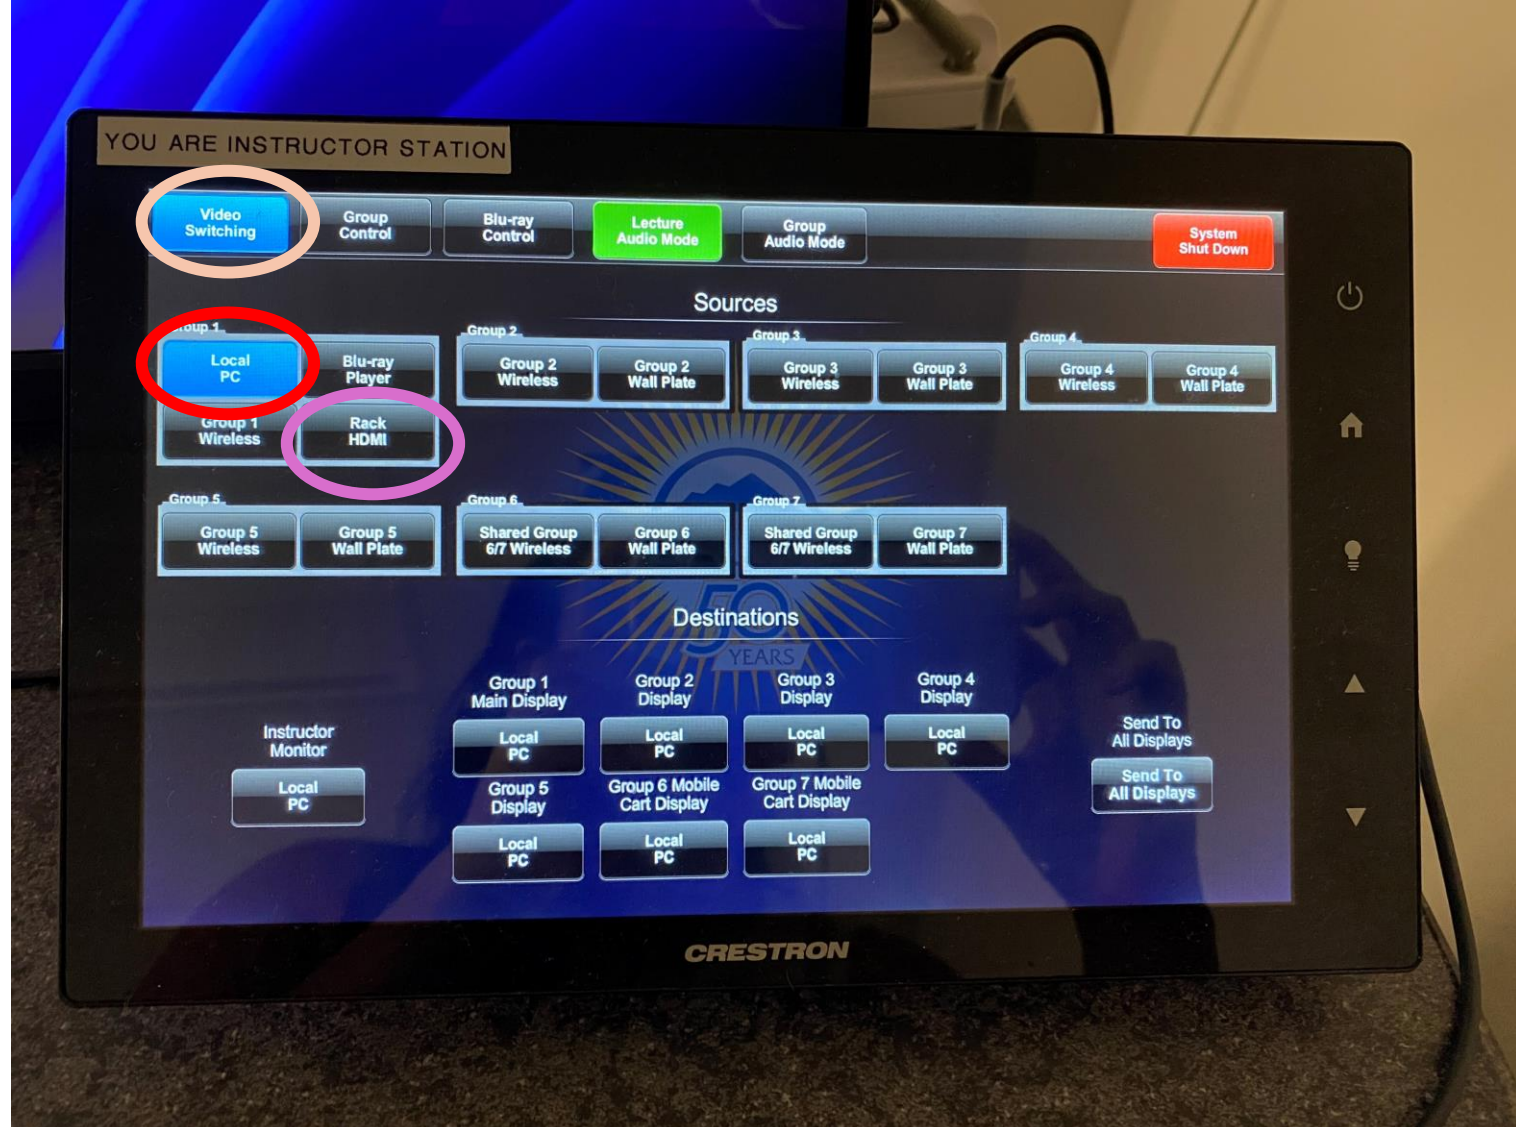 YOU ARE INSTRUCTOR STATION
Video
Switching
Group
Control
Blu-ray
Control
Lecture
Audio Mode
Group
Audio Mode
System
Shut Down
Sources
Group 1
Local
PC
Blu-ray
Player
Group 1
Wireless
Rack
HDMI
Group 2
Group 2
Wireless
Group 2
Wall Plate
Group 3
Group 3
Wireless
Group 3
Wall Plate
Group 4
Group 4
Wireless
Group 4
Wall Plate
Group 5
Group 5
Wireless
Group 5
Wall Plate
Group 6
Shared Group
6/7 Wireless
Group 6
Wall Plate
Group 7
Shared Group
6/7 Wireless
Group 7
Wall Plate
50
YEARS
Destinations
Instructor
Monitor
Local
PC
Group 1
Main Display
Local
PC
Group 2
Display
Local
PC
Group 3
Display
Local
PC
Group 4
Display
Local
PC
Group 5
Display
Local
PC
Group 6 Mobile
Cart Display
Local
PC
Group 7 Mobile
Cart Display
Local
PC
Send To
All Displays
Send To
All Displays
CRESTRON